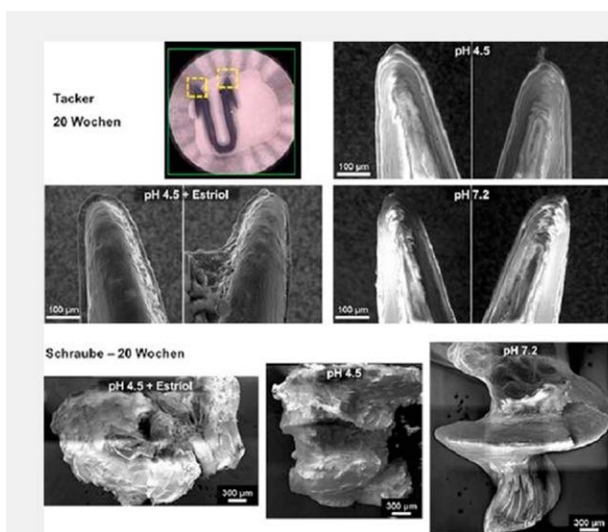 Tacker
20 Wochen
pH 4.5
100 µm
pH 4.5 + Estriol
100 µm
pH 7.2
100 µm
Schraube – 20 Wochen
pH 4.5 + Estriol
300 µm
pH 4.5
300 µm
pH 7.2
300 µm